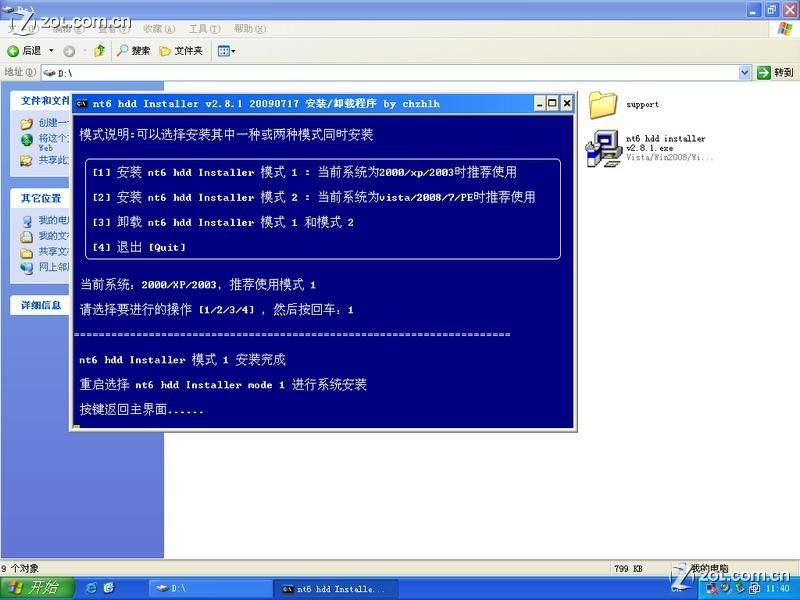 D:\
zol.com.cn
收藏(A) 工具(T) 帮助(H)
后退 搜索 文件夹
地址(D) D:\ 转到
文件和文件
创建一
将这个
Web
共享此
其它位置
我的电
我的文
共享文
网上邻
详细信息
nt6 hdd Installer v2.8.1 20090717 安装/卸载程序 by chzhlh
模式说明:可以选择安装其中一种或两种模式同时安装
[1] 安装 nt6 hdd Installer 模式 1 : 当前系统为2000/xp/2003时推荐使用
[2] 安装 nt6 hdd Installer 模式 2 : 当前系统为vista/2008/7/PE时推荐使用
[3] 卸载 nt6 hdd Installer 模式 1 和模式 2
[4] 退出 [Quit]
当前系统: 2000/XP/2003, 推荐使用模式 1
请选择要进行的操作 [1/2/3/4] , 然后按回车: 1
======================================================================
nt6 hdd Installer 模式 1 安装完成
重启选择 nt6 hdd Installer mode 1 进行系统安装
按键返回主界面......
support
nt6 hdd installer
v2.8.1.exe
Vista/Win2008/Wi...
9 个对象 799 KB 我的电脑
开始 D:\ nt6 hdd Installe... 11:40
zol.com.cn